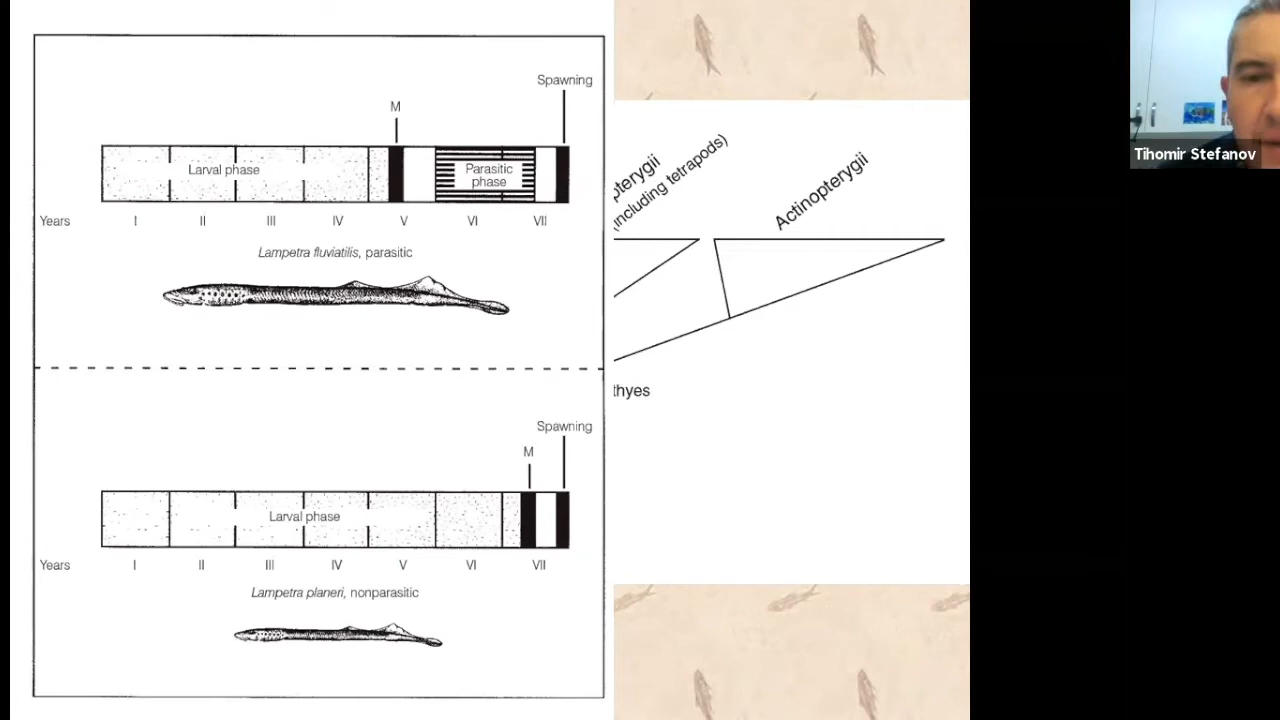 Spawning
M
Larval phase
Parasitic
phase
Years I II III IV V VI VII
Lampetra fluviatilis, parasitic
Spawning
M
Larval phase
Years I II III IV V VI VII
Lampetra planeri, nonparasitic
pterygii
(including tetrapods)
Actinopterygii
thyes
Tihomir Stefanov